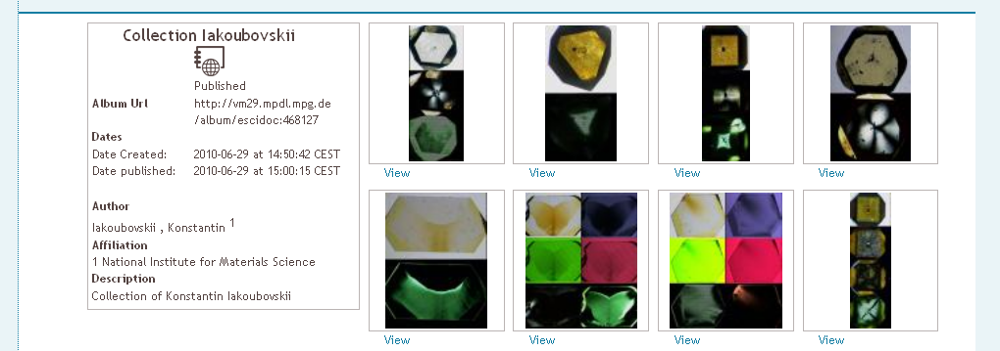 Collection Iakoubovskii
Published
Album Url http://vm29.mpdl.mpg.de
/album/escidoc:468127
Dates
Date Created: 2010-06-29 at 14:50:42 CEST
Date published: 2010-06-29 at 15:00:15 CEST
Author
Iakoubovskii , Konstantin 1
Affiliation
1 National Institute for Materials Science
Description
Collection of Konstantin Iakoubovskii
View View View View
View View View View